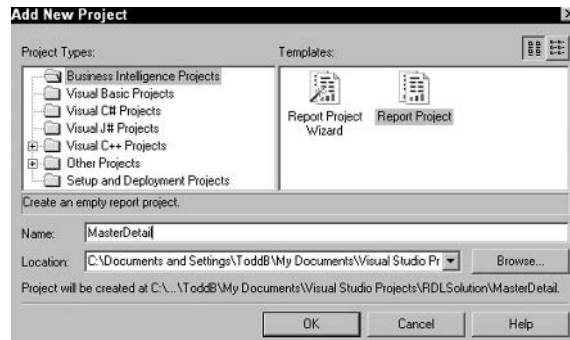 Add New Project
Project Types:
Templates:
Business Intelligence Projects
Visual Basic Projects
Visual C# Projects
Visual J# Projects
Visual C++ Projects
Other Projects
Setup and Deployment Projects
Report Project Wizard
Report Project
Create an empty report project.
Name: MasterDetail
Location: C:\Documents and Settings\ToddB\My Documents\Visual Studio Pr
Browse...
Project will be created at C:\...\ToddB\My Documents\Visual Studio Projects\RDLSolution\MasterDetail.
OK Cancel Help